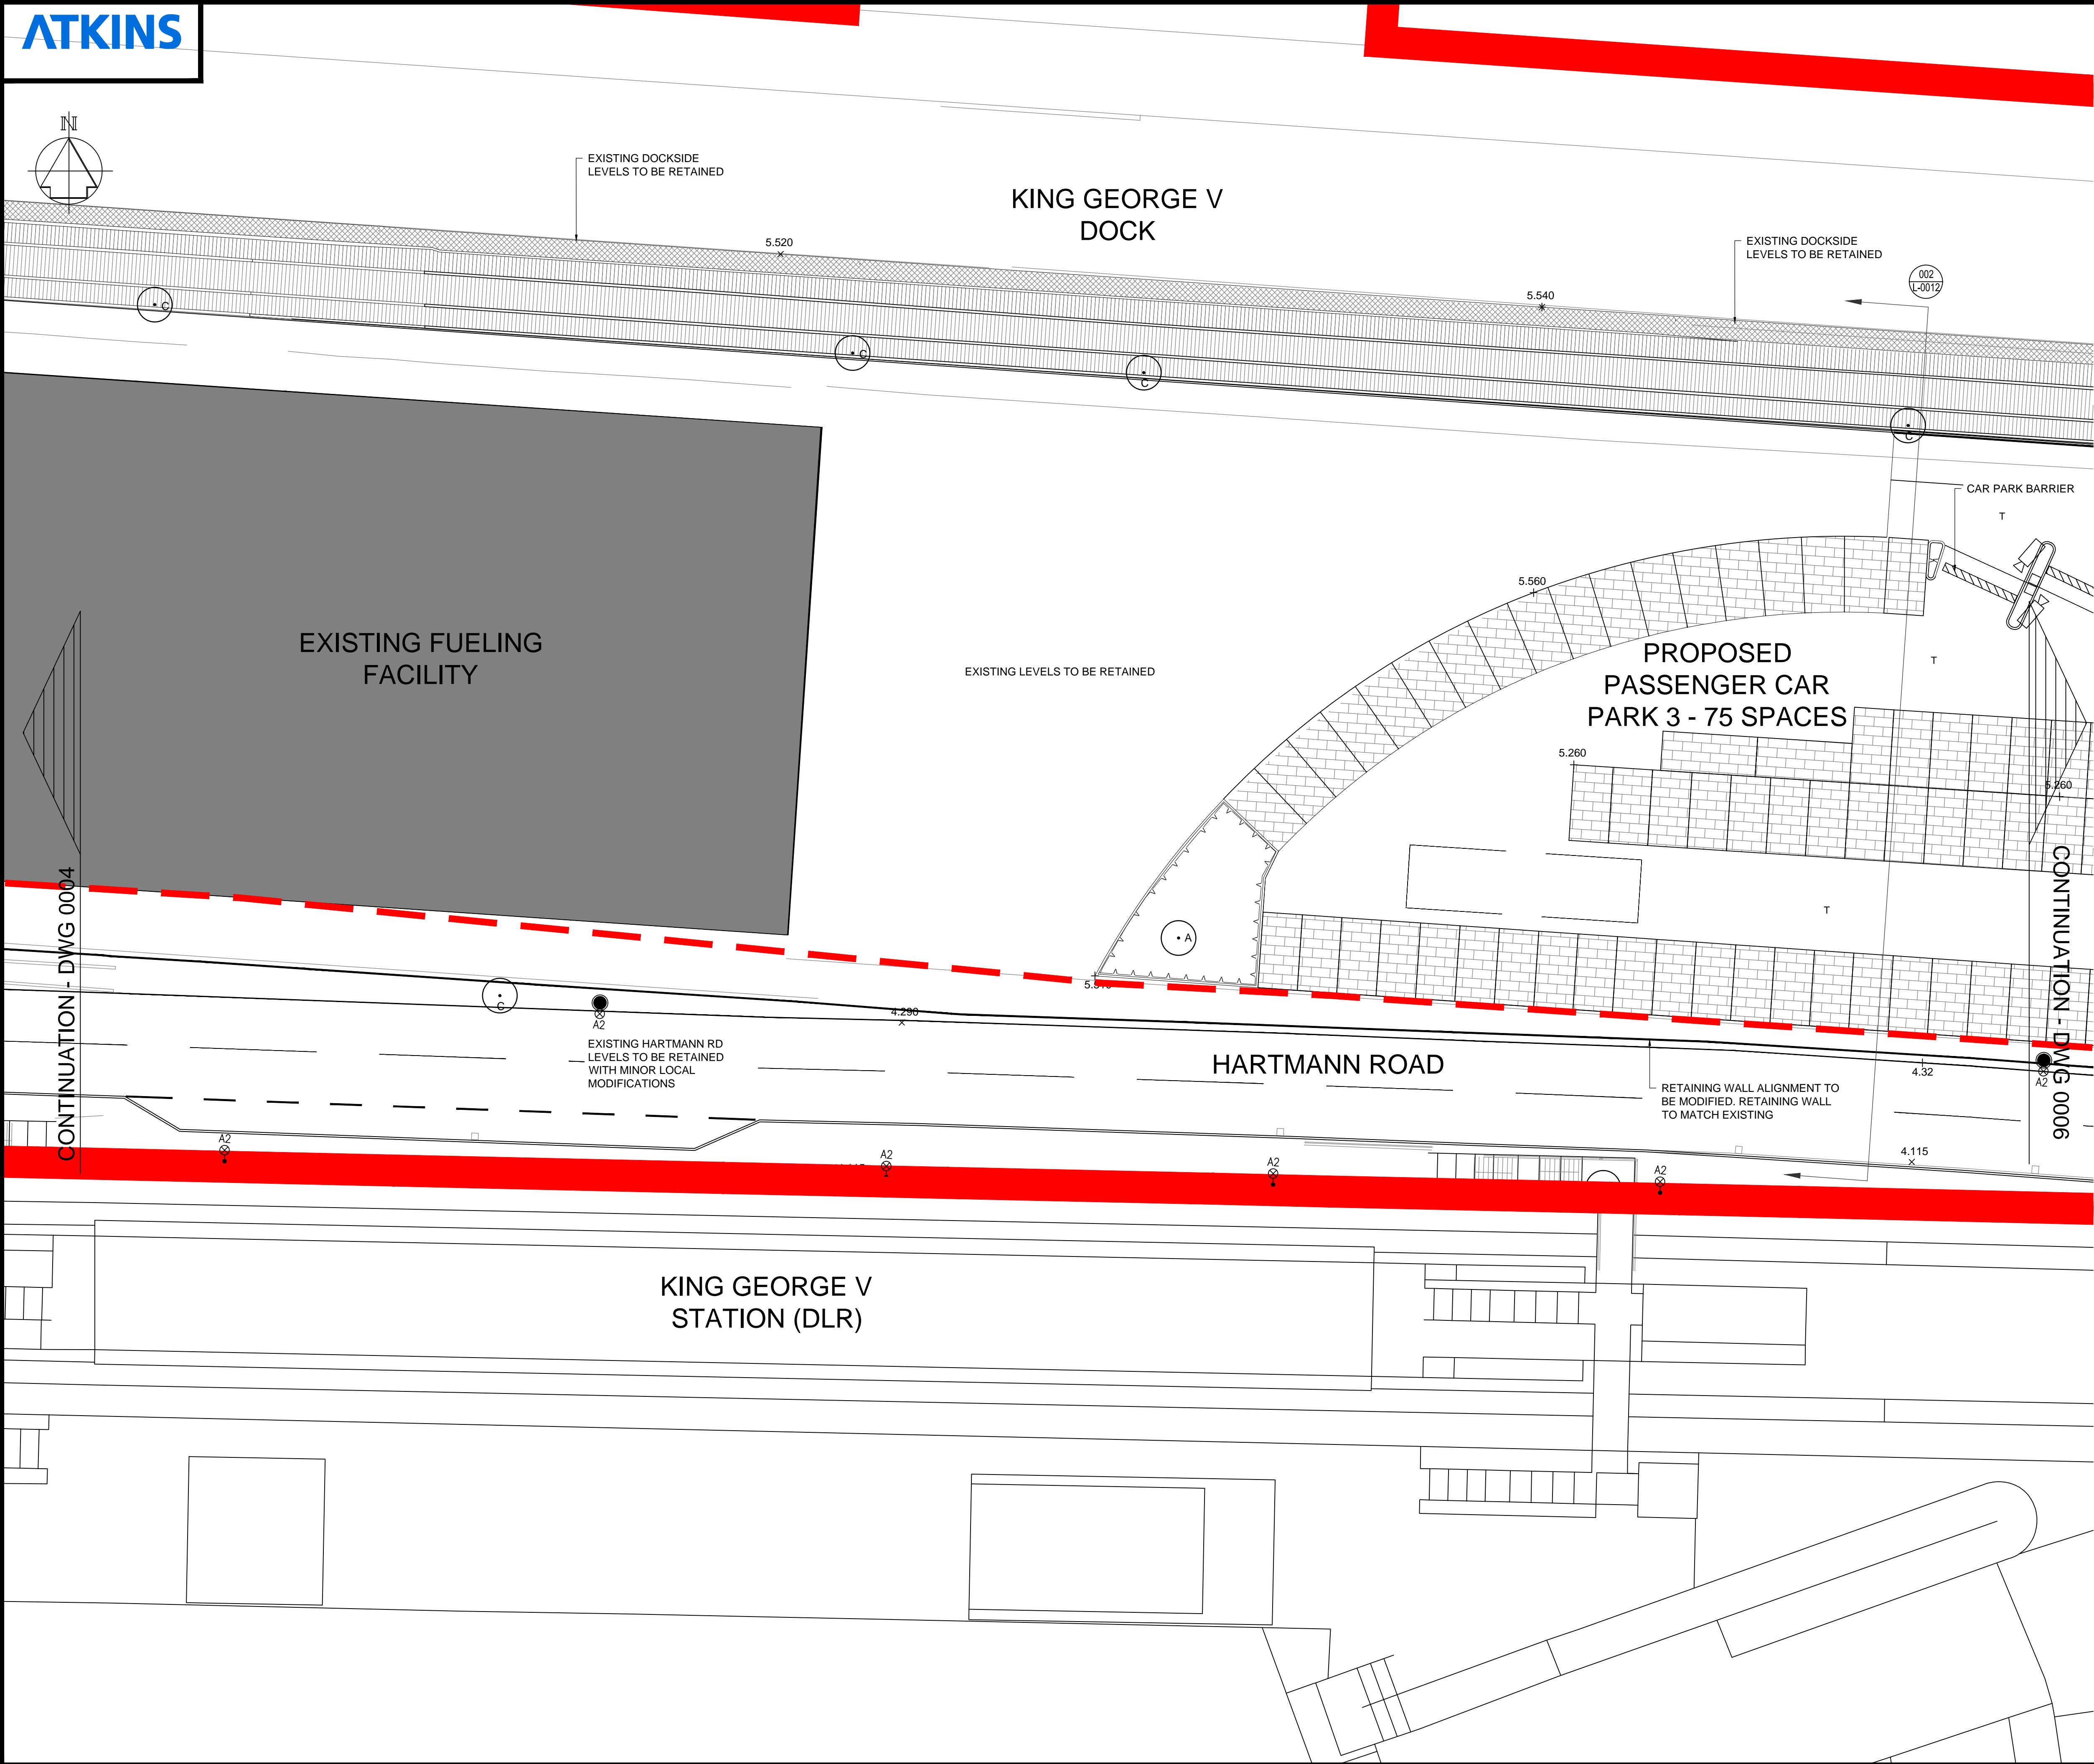 ATKINS
N
EXISTING DOCKSIDE
LEVELS TO BE RETAINED
KING GEORGE V
DOCK
5.520
EXISTING DOCKSIDE
LEVELS TO BE RETAINED
002
L-0012
5.540
C
C
C
C
CAR PARK BARRIER
T
5.560
EXISTING FUELING
FACILITY
EXISTING LEVELS TO BE RETAINED
PROPOSED
PASSENGER CAR
PARK 3 - 75 SPACES
T
5.260
5.260
CONTINUATION - DWG 0004
CONTINUATION - DWG 0006
T
A
C
A2
4.290
EXISTING HARTMANN RD
LEVELS TO BE RETAINED
WITH MINOR LOCAL
MODIFICATIONS
HARTMANN ROAD
4.32
A2
RETAINING WALL ALIGNMENT TO
BE MODIFIED. RETAINING WALL
TO MATCH EXISTING
A2
A2
A2
A2
4.115
KING GEORGE V
STATION (DLR)